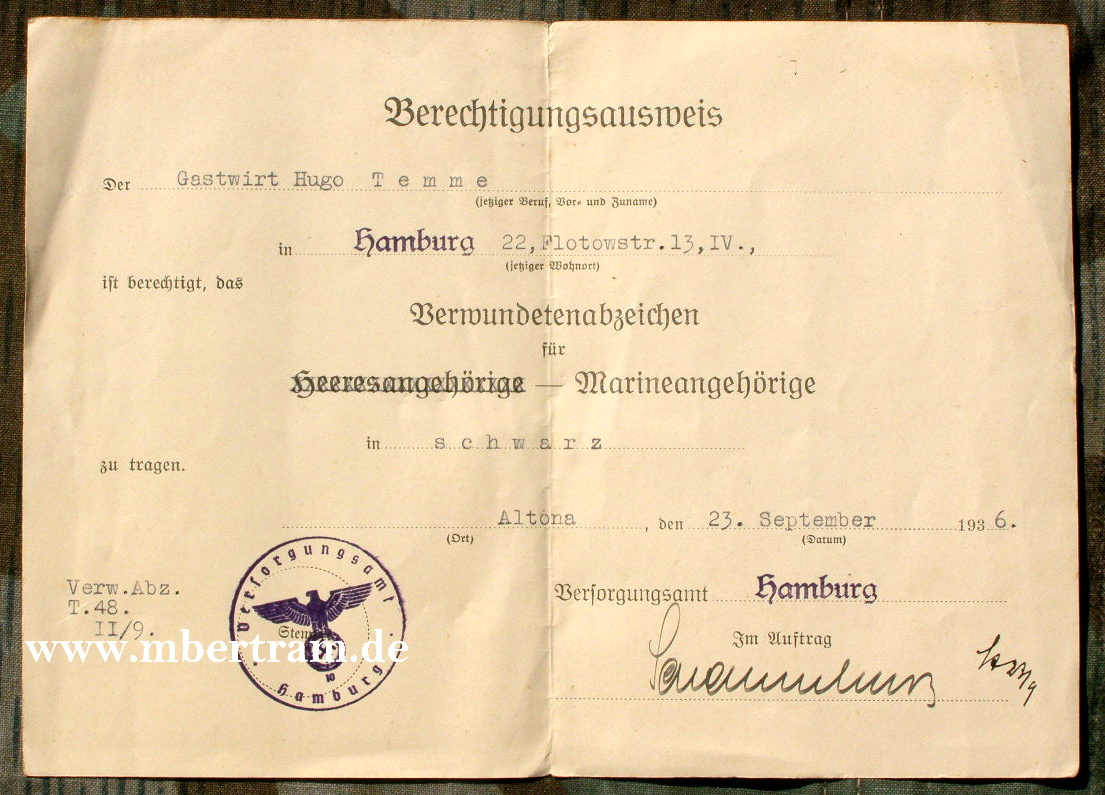 Berechtigungsausweis
Der Gastwirt Hugo Temme
(jetziger Beruf, Vor- und Zuname)
in Hamburg 22, Flotowstr.13, IV.,
(jetziger Wohnort)
ist berechtigt, das
Verwundetenabzeichen
für
Heeresangehörige — Marineangehörige
in schwarz
zu tragen.
Altona, den 23. September 1936.
(Ort) (Datum)
Verw.Abz.
T.48.
II/9.
Versorgungsamt Hamburg
Im Auftrag
Versorgungsamt
Hamburg
10
www.mbertram.de